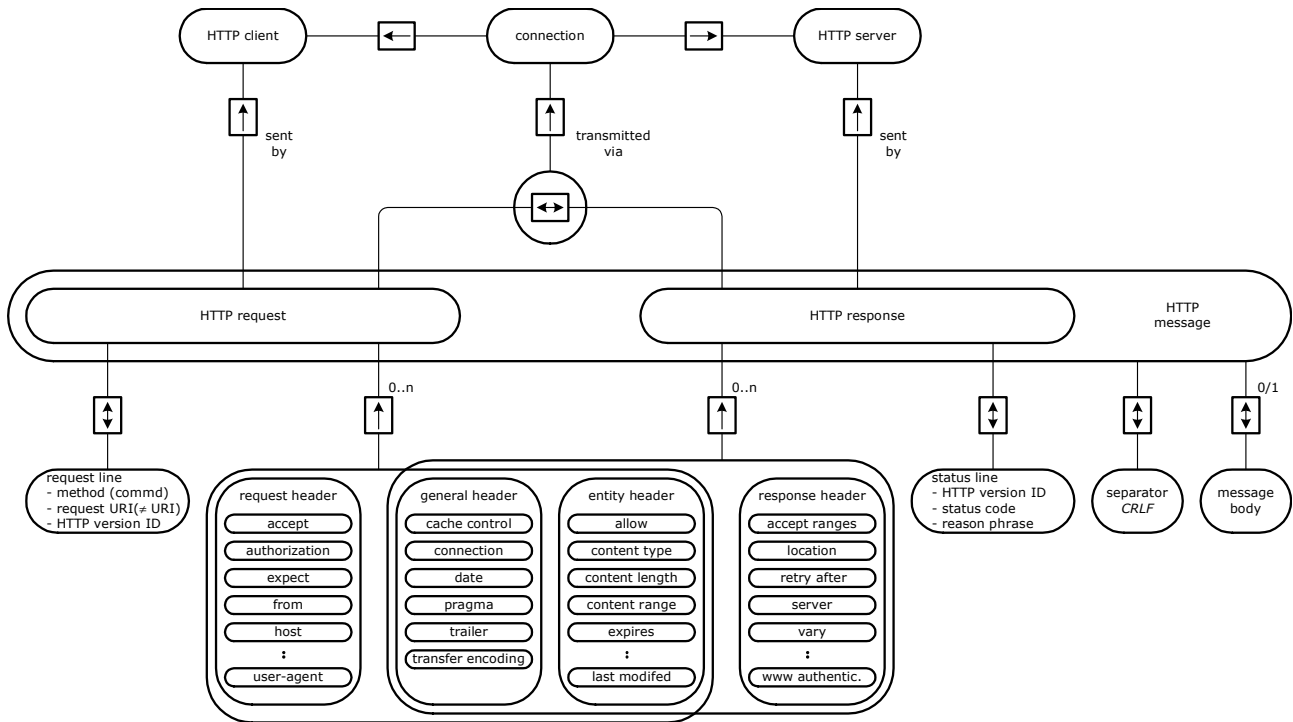 HTTP client
connection
HTTP server
sent
by
transmitted
via
sent
by
HTTP request
HTTP response
HTTP
message
0..n
0..n
0/1
request line
- method (commd)
- request URI(≠ URI)
- HTTP version ID
request header
accept
authorization
expect
from
host
:
user-agent
general header
cache control
connection
date
pragma
trailer
transfer encoding
entity header
allow
content type
content length
content range
expires
:
last modifed
response header
accept ranges
location
retry after
server
vary
:
www authentic.
status line
- HTTP version ID
- status code
- reason phrase
separator
CRLF
message
body